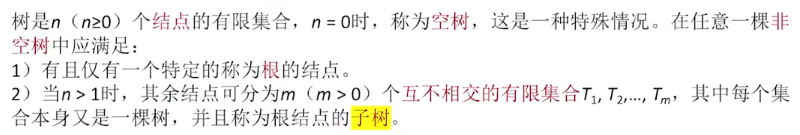 树是n（n≥0）个结点的有限集合，n = 0时，称为空树，这是一种特殊情况。在任意一棵非
空树中应满足：
1）有且仅有一个特定的称为根的结点。
2）当n > 1时，其余结点可分为m（m > 0）个互不相交的有限集合T₁, T₂,…, Tₘ，其中每个集
合本身又是一棵树，并且称为根结点的子树。